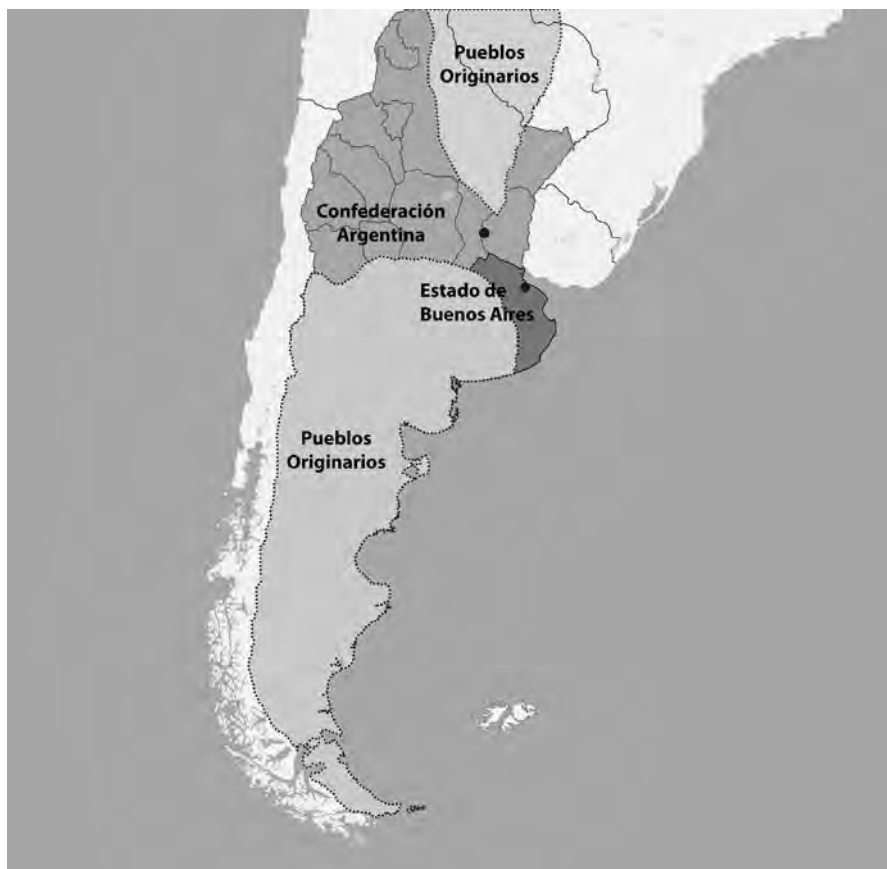 Pueblos
Originarios
Confederación
Argentina
Estado de
Buenos Aires
Pueblos
Originarios